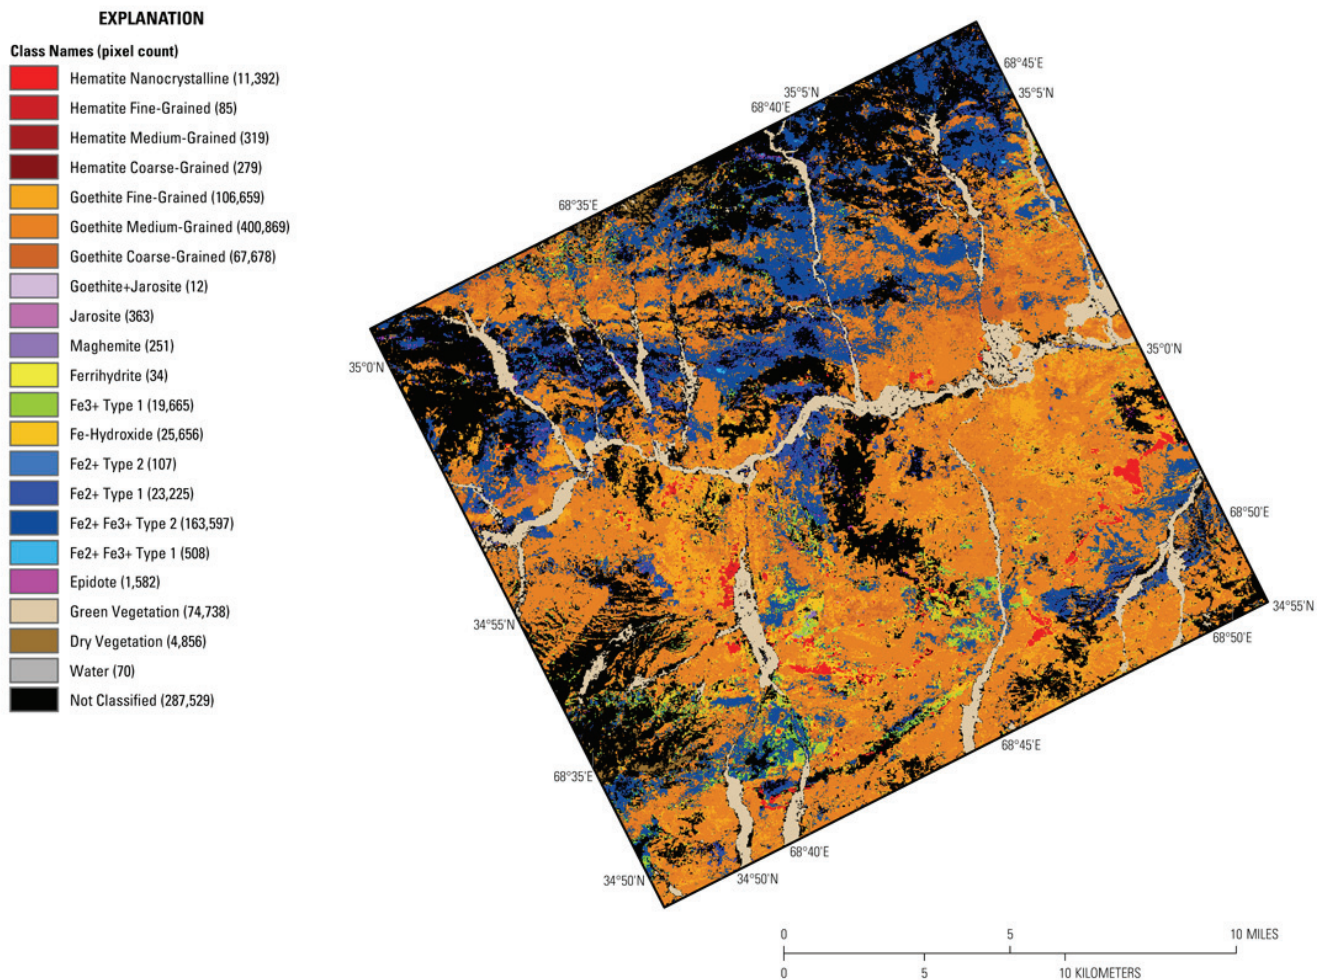 EXPLANATION
Class Names (pixel count)
Hematite Nanocrystalline (11,392)
Hematite Fine-Grained (85)
Hematite Medium-Grained (319)
Hematite Coarse-Grained (279)
Goethite Fine-Grained (106,659)
Goethite Medium-Grained (400,869)
Goethite Coarse-Grained (67,678)
Goethite+Jarosite (12)
Jarosite (363)
Maghemite (251)
Ferrihydrite (34)
Fe3+ Type 1 (19,665)
Fe-Hydroxide (25,656)
Fe2+ Type 2 (107)
Fe2+ Type 1 (23,225)
Fe2+ Fe3+ Type 2 (163,597)
Fe2+ Fe3+ Type 1 (508)
Epidote (1,582)
Green Vegetation (74,738)
Dry Vegetation (4,856)
Water (70)
Not Classified (287,529)
68°45'E
35°5'N
35°5'N
68°40'E
68°35'E
35°0'N
35°0'N
68°50'E
34°55'N
34°55'N
68°50'E
68°45'E
68°35'E
68°40'E
34°50'N
34°50'N
0 5 10 MILES
0 5 10 KILOMETERS